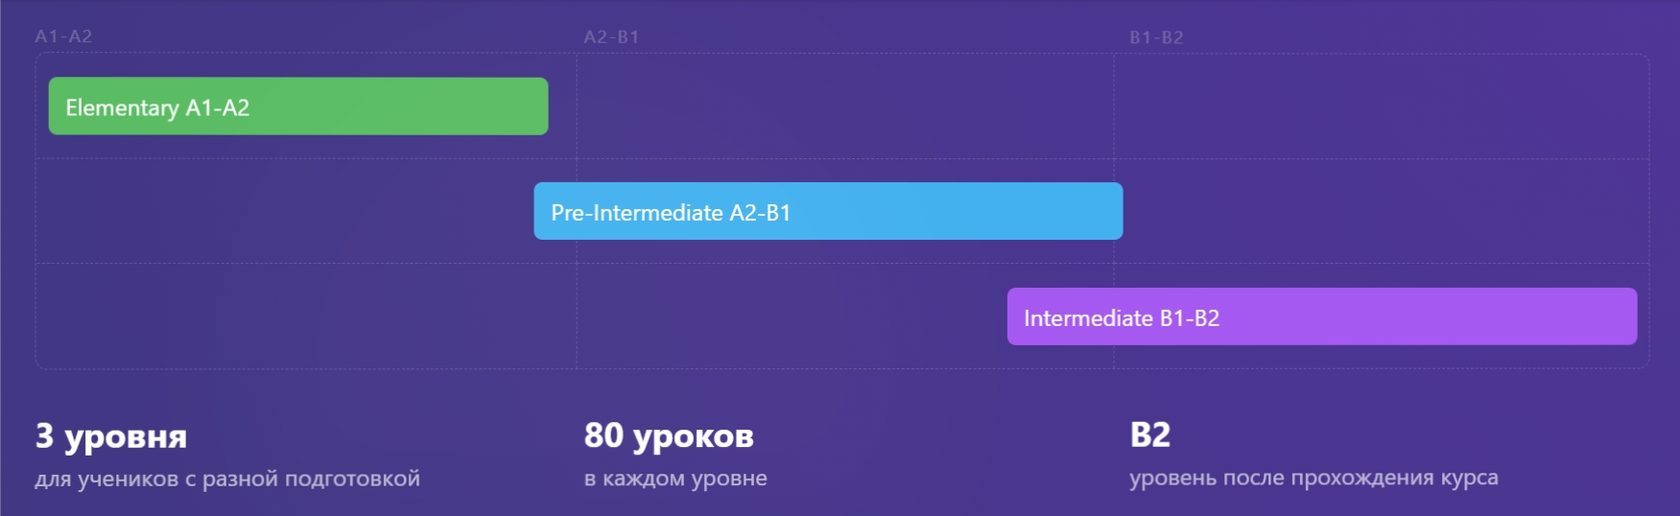 A1-A2
A2-B1
B1-B2
Elementary A1-A2
Pre-Intermediate A2-B1
Intermediate B1-B2
3 уровня
для учеников с разной подготовкой
80 уроков
в каждом уровне
B2
уровень после прохождения курса